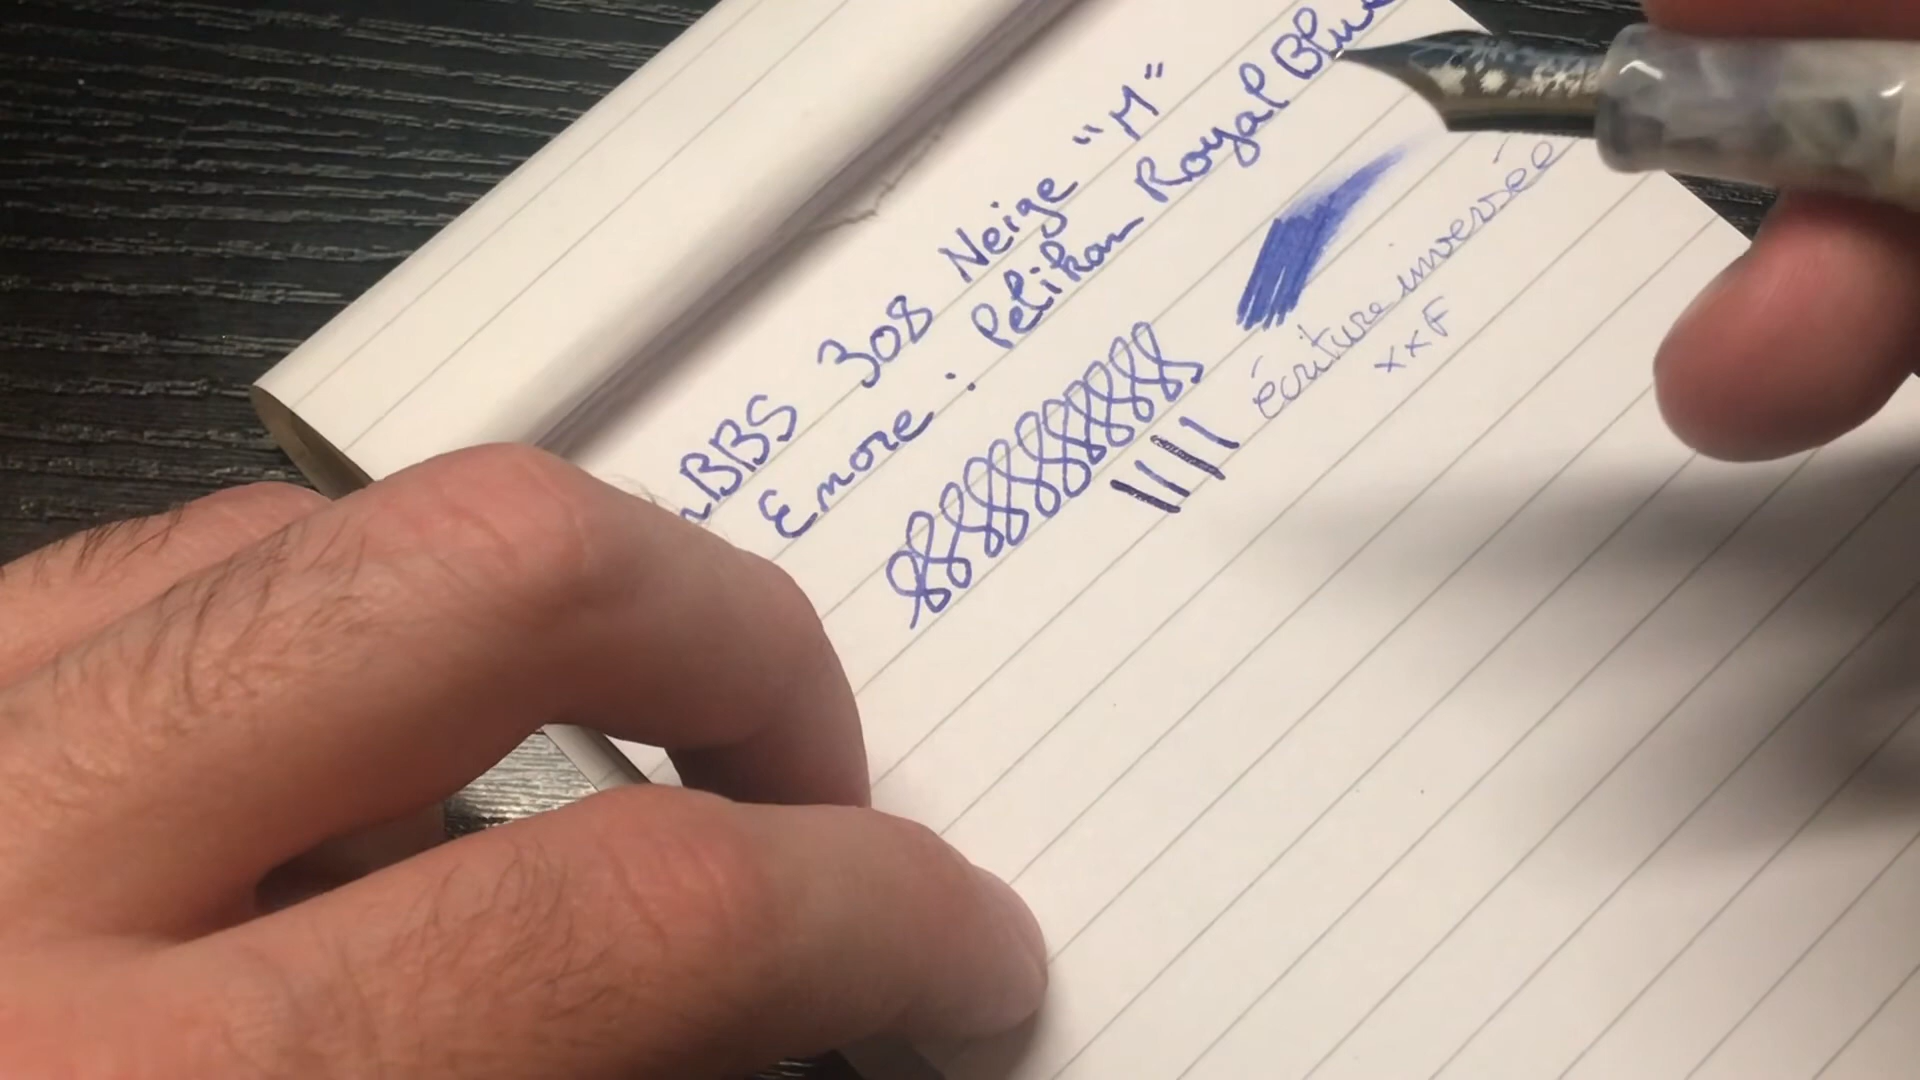 BBS 308 Neige "M"
Encre : Pelikan Royal Blue
écriture inversée
xxF